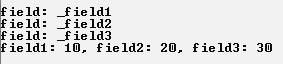 field: _field1
field: _field2
field: _field3
field1: 10, field2: 20, field3: 30